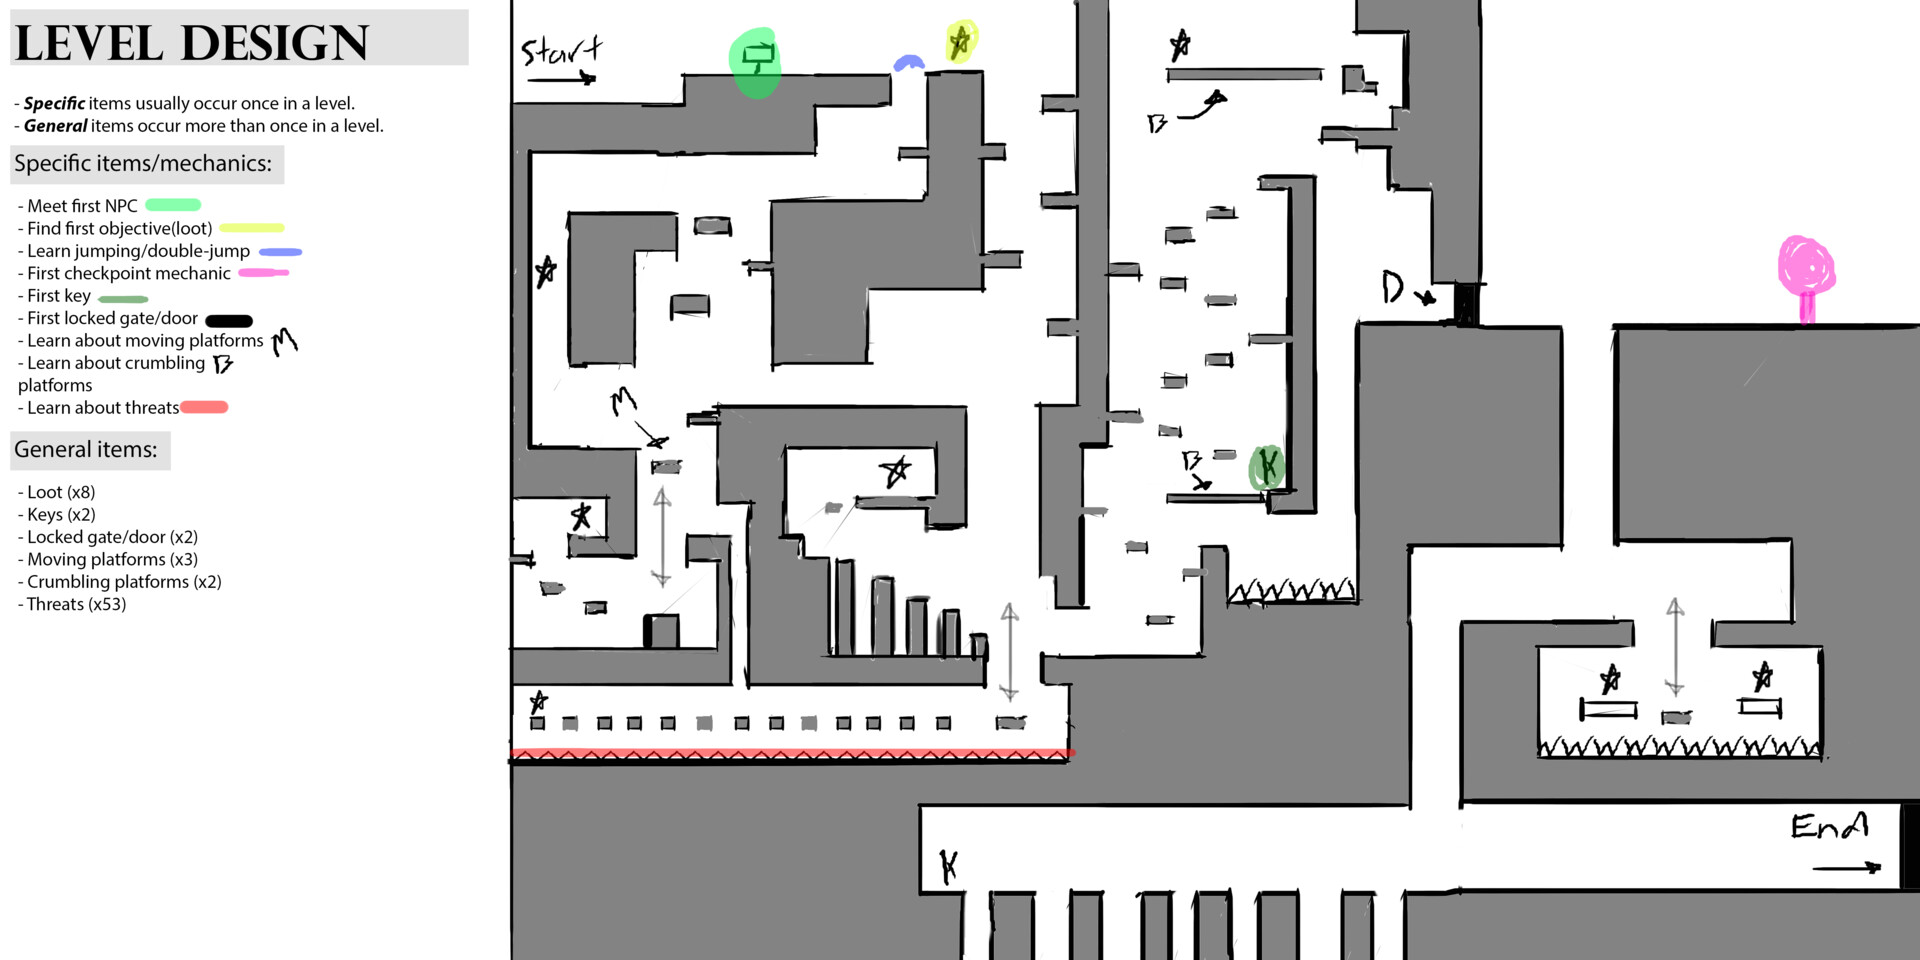 LEVEL DESIGN
- Specific items usually occur once in a level.
- General items occur more than once in a level.
Specific items/mechanics:
- Meet first NPC
- Find first objective(loot)
- Learn jumping/double-jump
- First checkpoint mechanic
- First key
- First locked gate/door
- Learn about moving platforms M
- Learn about crumbling B
platforms
- Learn about threats
General items:
- Loot (x8)
- Keys (x2)
- Locked gate/door (x2)
- Moving platforms (x3)
- Crumbling platforms (x2)
- Threats (x53)
Start
B
D
M
B
K
K
End